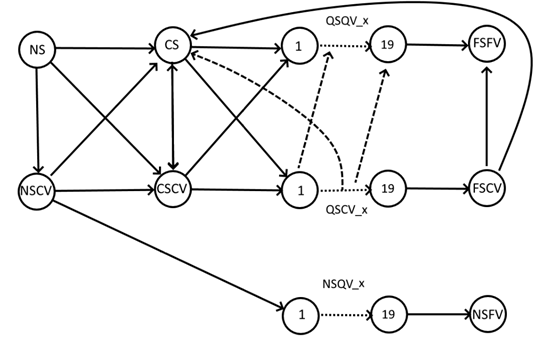 QSQV_x
NS
CS
1
19
FSFV
NSCV
CSCV
1
19
FSCV
QSCV_x
NSQV_x
1
19
NSFV